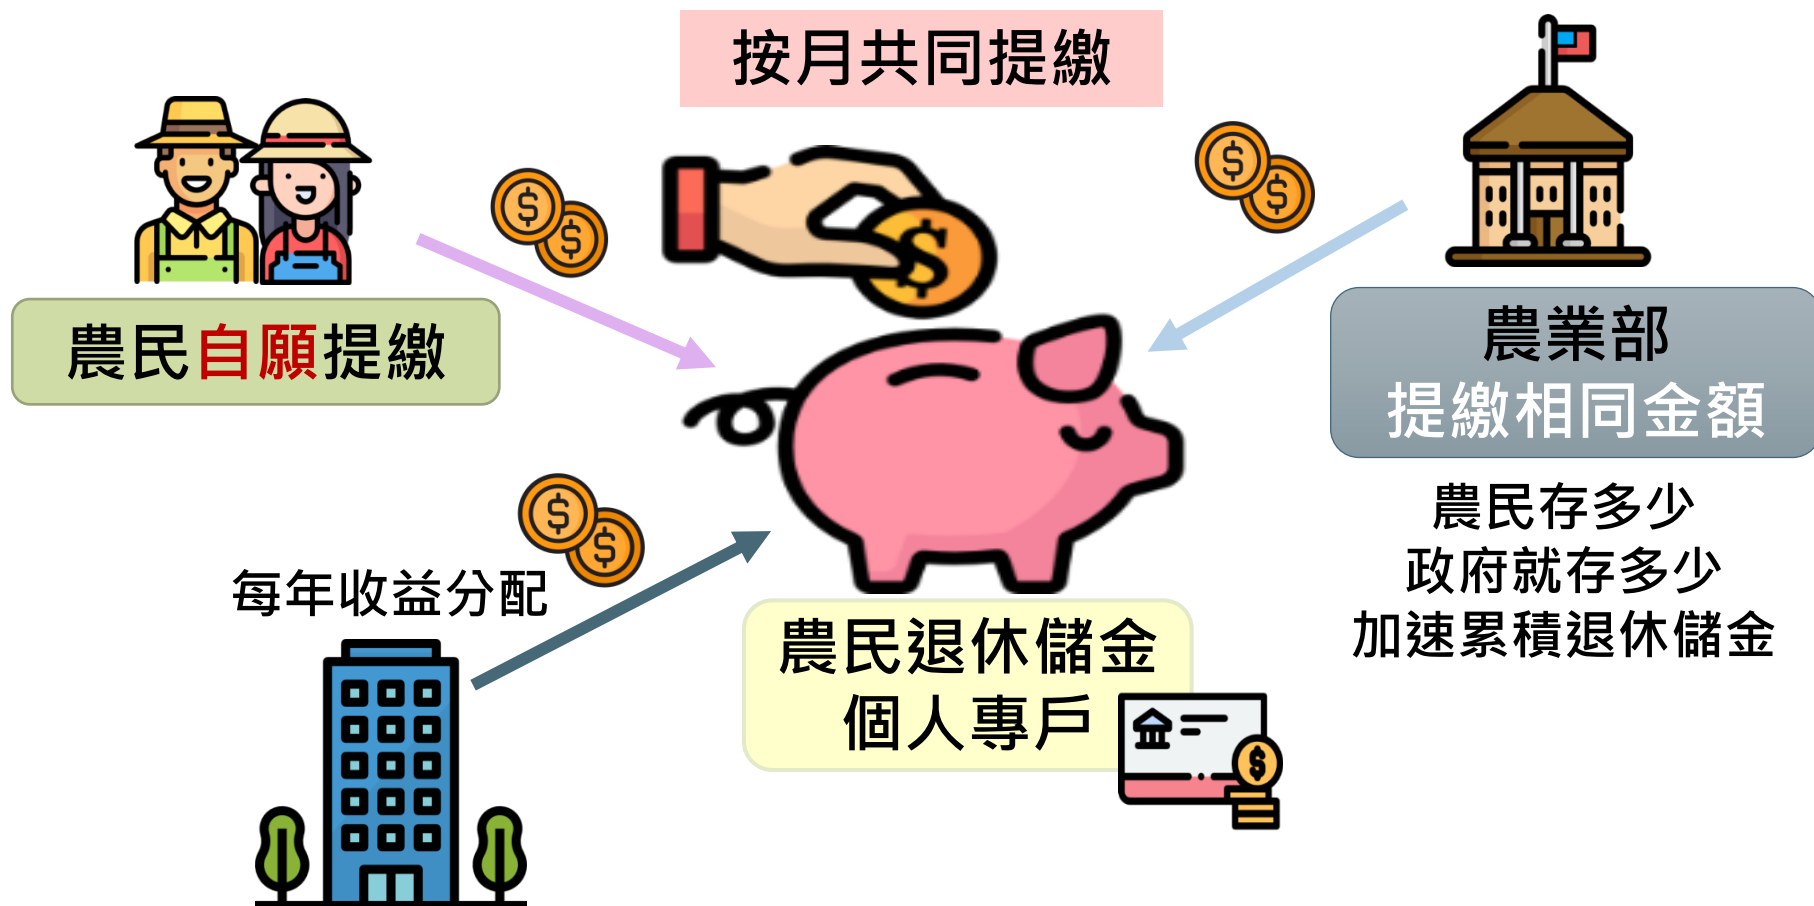 按月共同提繳
農民自願提繳
農業部
提繳相同金額
農民存多少
政府就存多少
加速累積退休儲金
每年收益分配
農民退休儲金
個人專戶